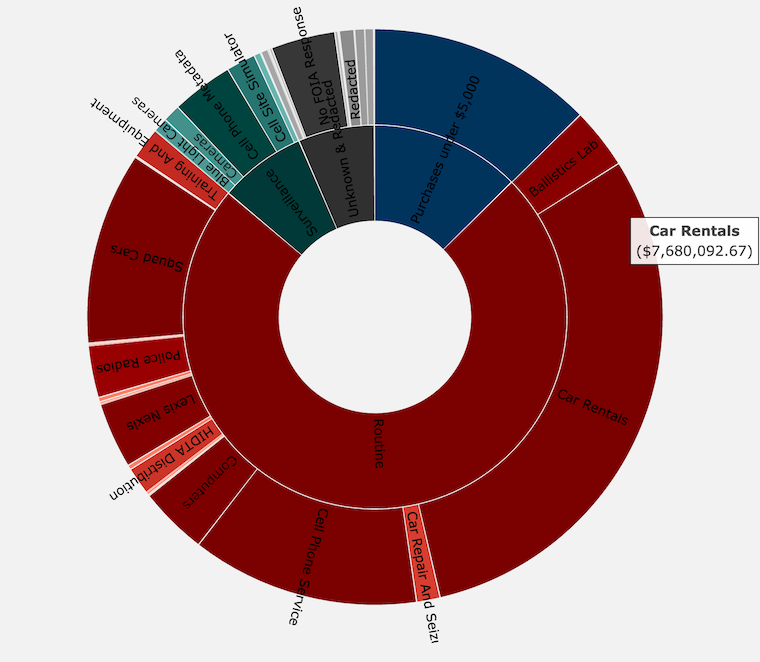 Purchases under $5,000
Ballistics Lab
Car Rentals
($7,680,092.67)
Car Rentals
Car Repair And Seizu
Cell Phone Service
Computers
HIDTA Distribution
Lexis Nexis
Police Radios
Squad Cars
Training And
Equipment
Blue Light Cameras
Cameras
Cell Phone Metadata
Cell Site Simulator
No FOIA Response
Redacted
Unknown & Redacted
Surveillance
Routine